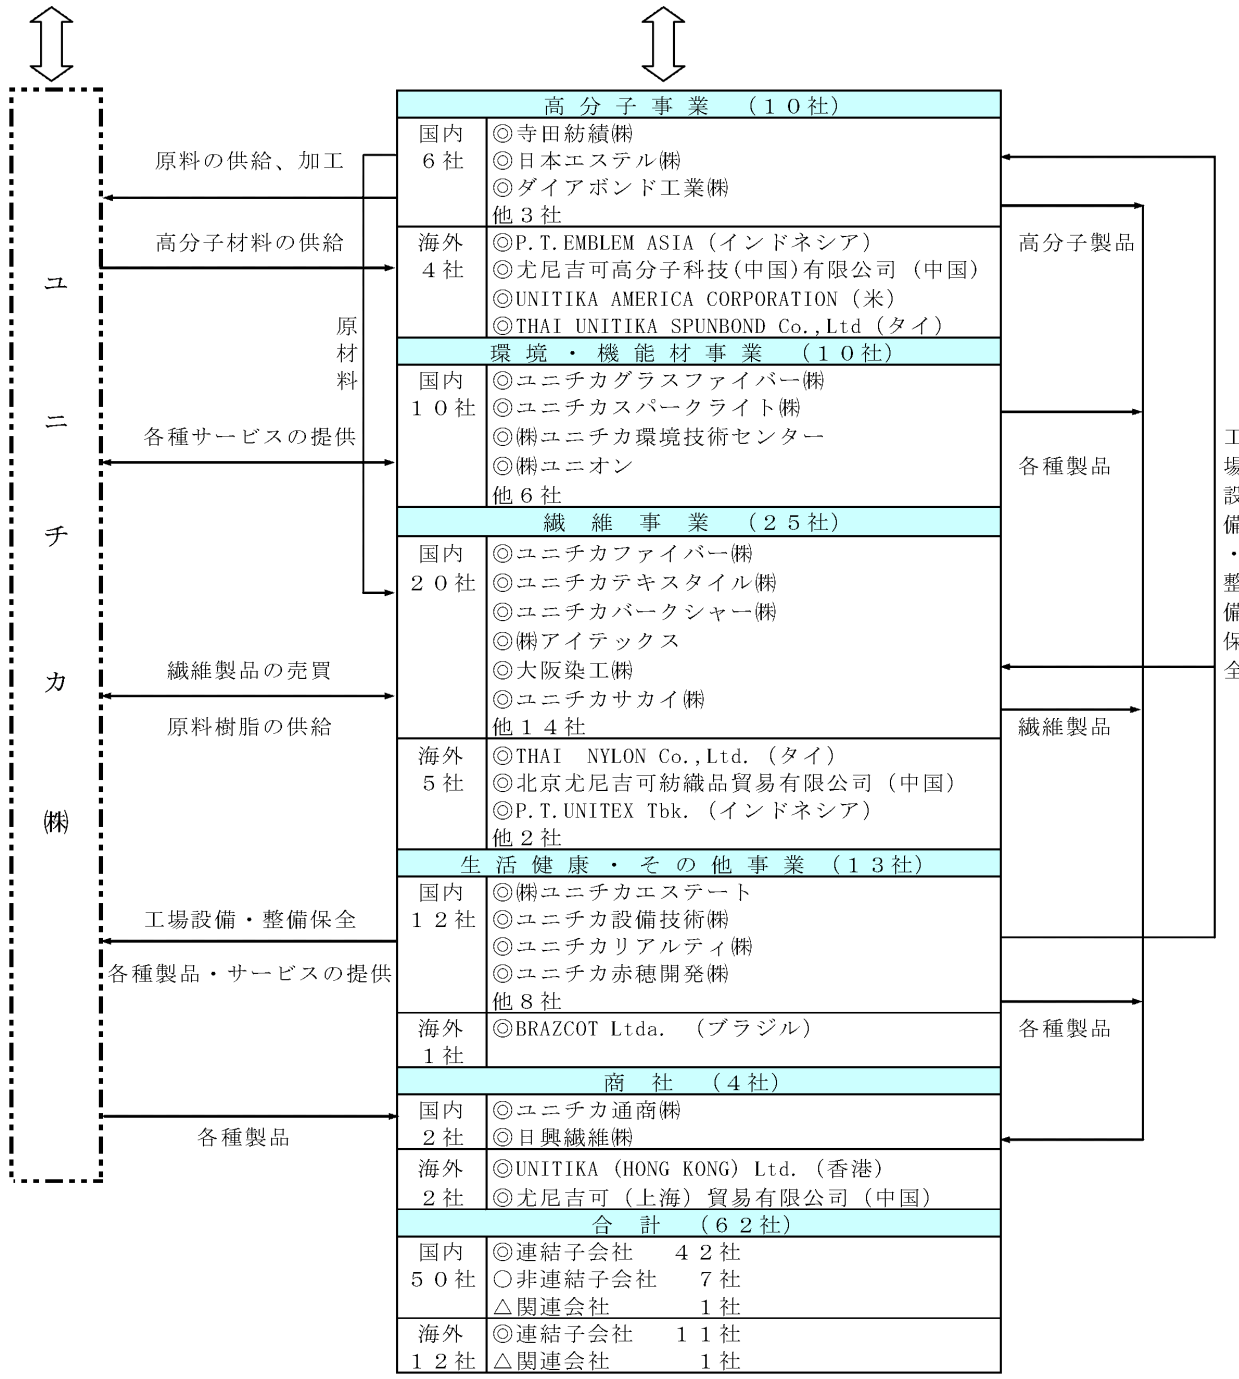 ユニチカ㈱
原料の供給、加工
高分子材料の供給
原材料
各種サービスの提供
繊維製品の売買
原料樹脂の供給
工場設備・整備保全
各種製品・サービスの提供
各種製品
高分子事業 (10社)
国内
6社
◎寺田紡績㈱
◎日本エステル㈱
◎ダイアボンド工業㈱
他3社
海外
4社
◎P.T.EMBLEM ASIA (インドネシア)
◎尤尼吉可高分子科技(中国)有限公司 (中国)
◎UNITIKA AMERICA CORPORATION (米)
◎THAI UNITIKA SPUNBOND Co.,Ltd (タイ)
環境・機能材事業 (10社)
国内
10社
◎ユニチカグラスファイバー㈱
◎ユニチカスパークライト㈱
◎㈱ユニチカ環境技術センター
◎㈱ユニオン
他6社
繊維事業 (25社)
国内
20社
◎ユニチカファイバー㈱
◎ユニチカテキスタイル㈱
◎ユニチカバークシャー㈱
◎㈱アイテックス
◎大阪染工㈱
◎ユニチカサカイ㈱
他14社
海外
5社
◎THAI NYLON Co.,Ltd. (タイ)
◎北京尤尼吉可紡織品貿易有限公司 (中国)
◎P.T.UNITEX Tbk. (インドネシア)
他2社
生活健康・その他事業 (13社)
国内
12社
◎㈱ユニチカエステート
◎ユニチカ設備技術㈱
◎ユニチカリアルティ㈱
◎ユニチカ赤穂開発㈱
他8社
海外
1社
◎BRAZCOT Ltda. (ブラジル)
商社 (4社)
国内
2社
◎ユニチカ通商㈱
◎日興繊維㈱
海外
2社
◎UNITIKA (HONG KONG) Ltd. (香港)
◎尤尼吉可 (上海) 貿易有限公司 (中国)
合計 (62社)
国内
50社
◎連結子会社 42社
○非連結子会社 7社
△関連会社 1社
海外
12社
◎連結子会社 11社
△関連会社 1社
高分子製品
各種製品
繊維製品
各種製品
工場設備・整備保全